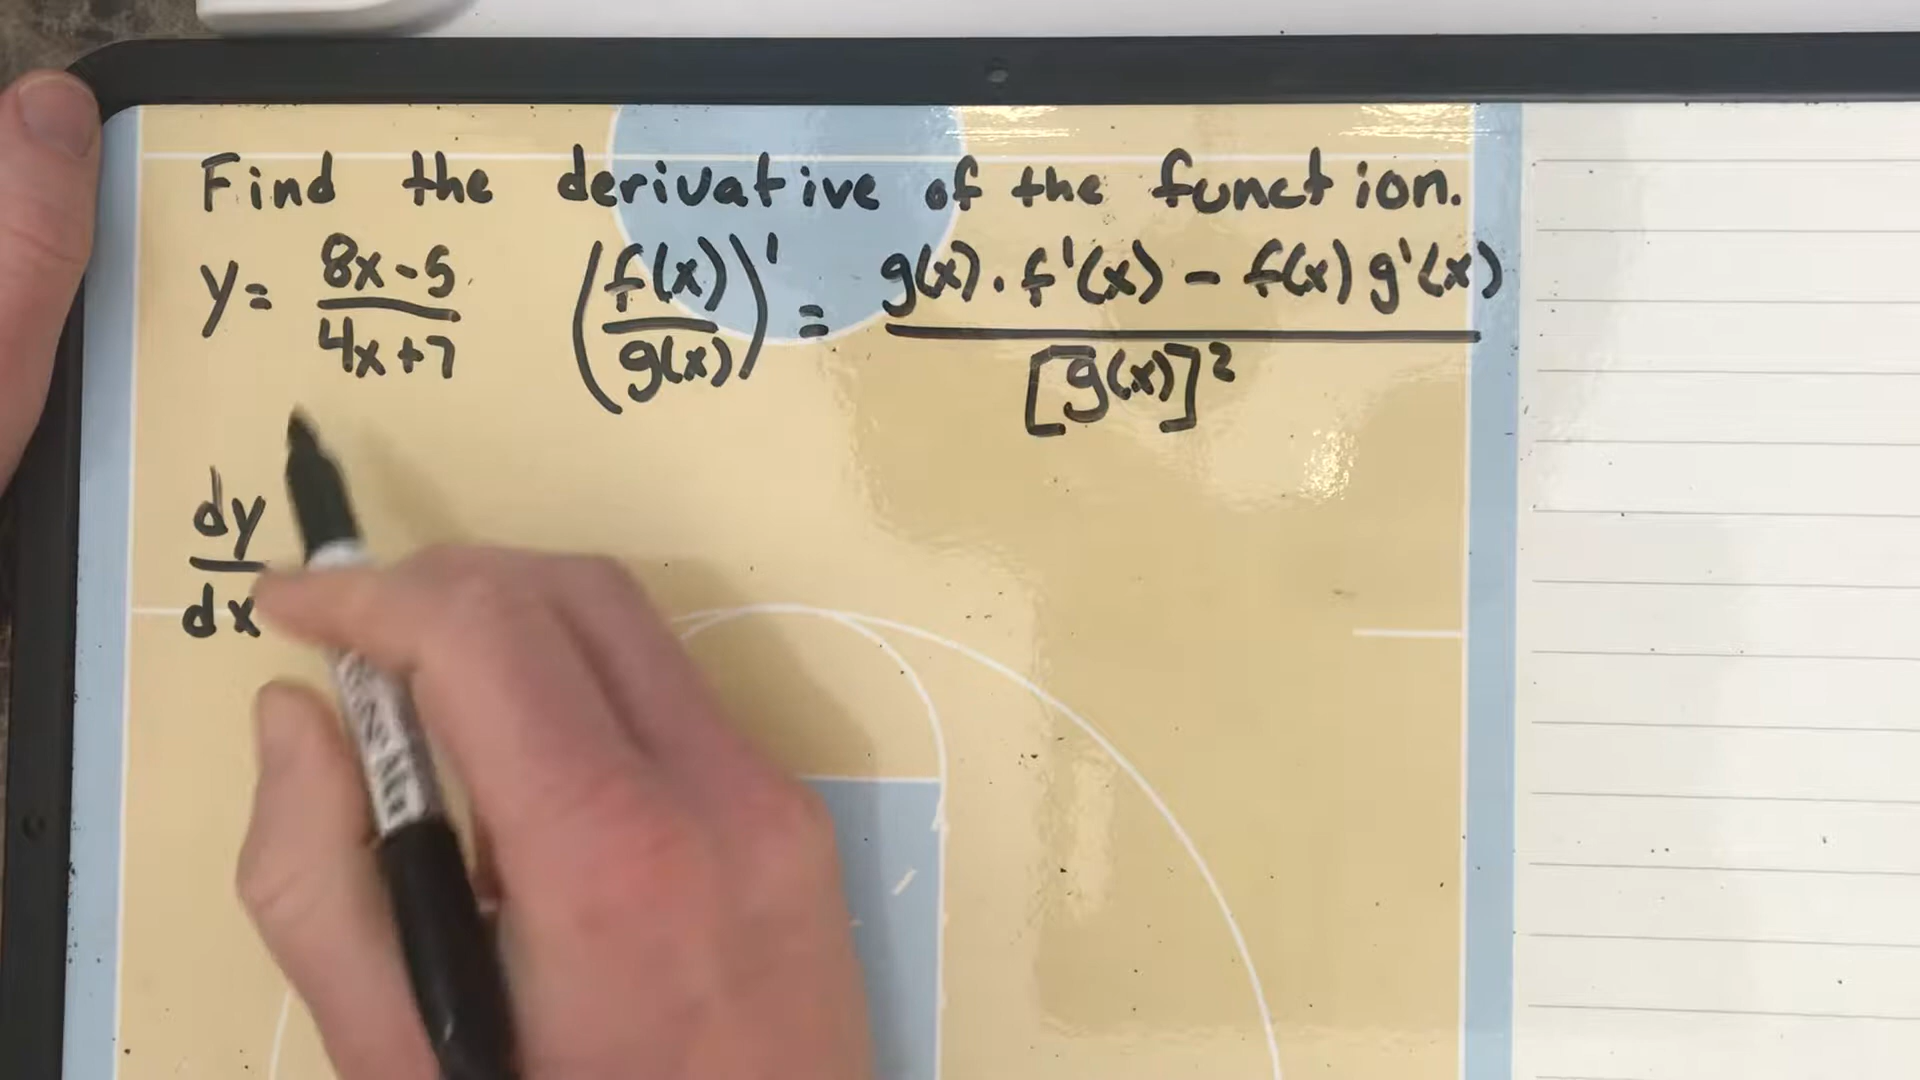 Find the derivative of the function.
y = (8x-5)/(4x+7) (f(x)/g(x))' = (g(x)·f'(x) - f(x)g'(x))/[g(x)]²
dy/dx